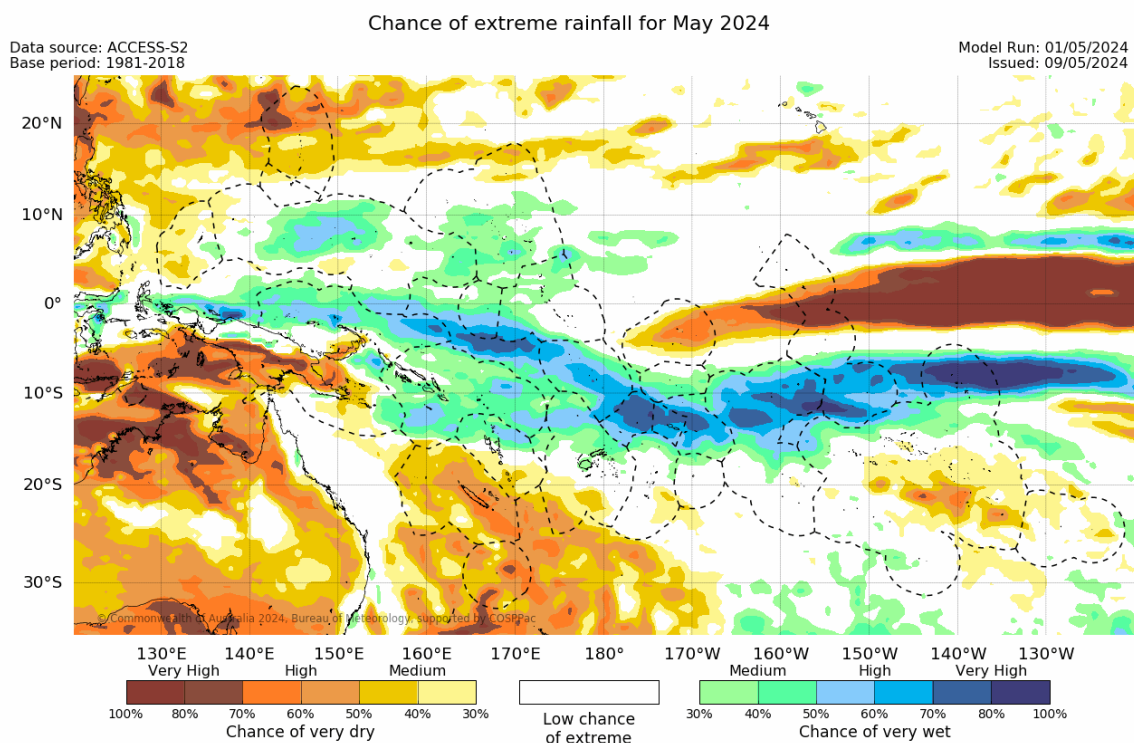 Chance of extreme rainfall for May 2024
Data source: ACCESS-S2
Base period: 1981-2018
Model Run: 01/05/2024
Issued: 09/05/2024
20°N
10°N
0°
10°S
20°S
30°S
© Commonwealth of Australia 2024, Bureau of Meteorology, supported by COSPPac
130°E 140°E 150°E 160°E 170°E 180° 170°W 160°W 150°W 140°W 130°W
Very High High Medium
100% 80% 70% 60% 50% 40% 30%
Chance of very dry
Low chance
of extreme
Medium High Very High
30% 40% 50% 60% 70% 80% 100%
Chance of very wet